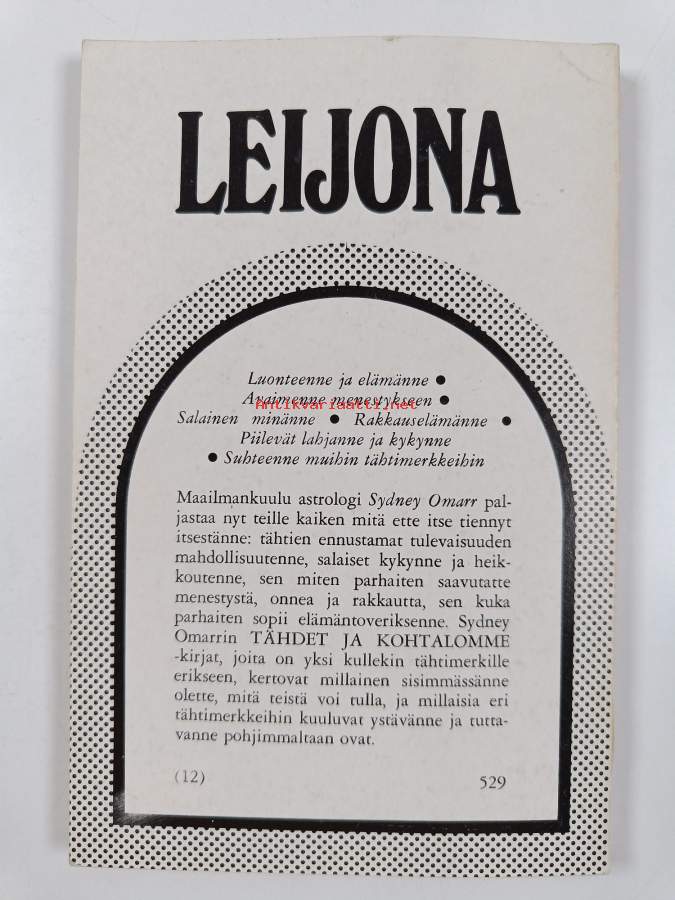 LEIJONA
Luonteenne ja elämänne ●
Avaimenne menestykseen ●
Antikvariaatti.net
Salainen minänne ● Rakkauselämänne ●
Piilevät lahjanne ja kykynne
● Suhteenne muihin tähtimerkkeihin
Maailmankuulu astrologi Sydney Omarr pal-
jastaa nyt teille kaiken mitä ette itse tiennyt
itsestänne: tähtien ennustamat tulevaisuuden
mahdollisuutenne, salaiset kykynne ja heik-
koutenne, sen miten parhaiten saavutatte
menestystä, onnea ja rakkautta, sen kuka
parhaiten sopii elämäntoveriksenne. Sydney
Omarrin TÄHDET JA KOHTALOMME
-kirjat, joita on yksi kullekin tähtimerkille
erikseen, kertovat millainen sisimmässänne
olette, mitä teistä voi tulla, ja millaisia eri
tähtimerkkeihin kuuluvat ystävänne ja tutta-
vanne pohjimmaltaan ovat.
(12) 529